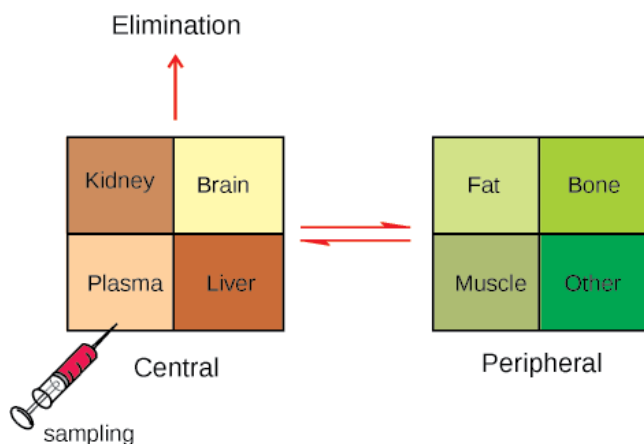 Elimination
Kidney
Brain
Fat
Bone
Plasma
Liver
Muscle
Other
Central
Peripheral
sampling